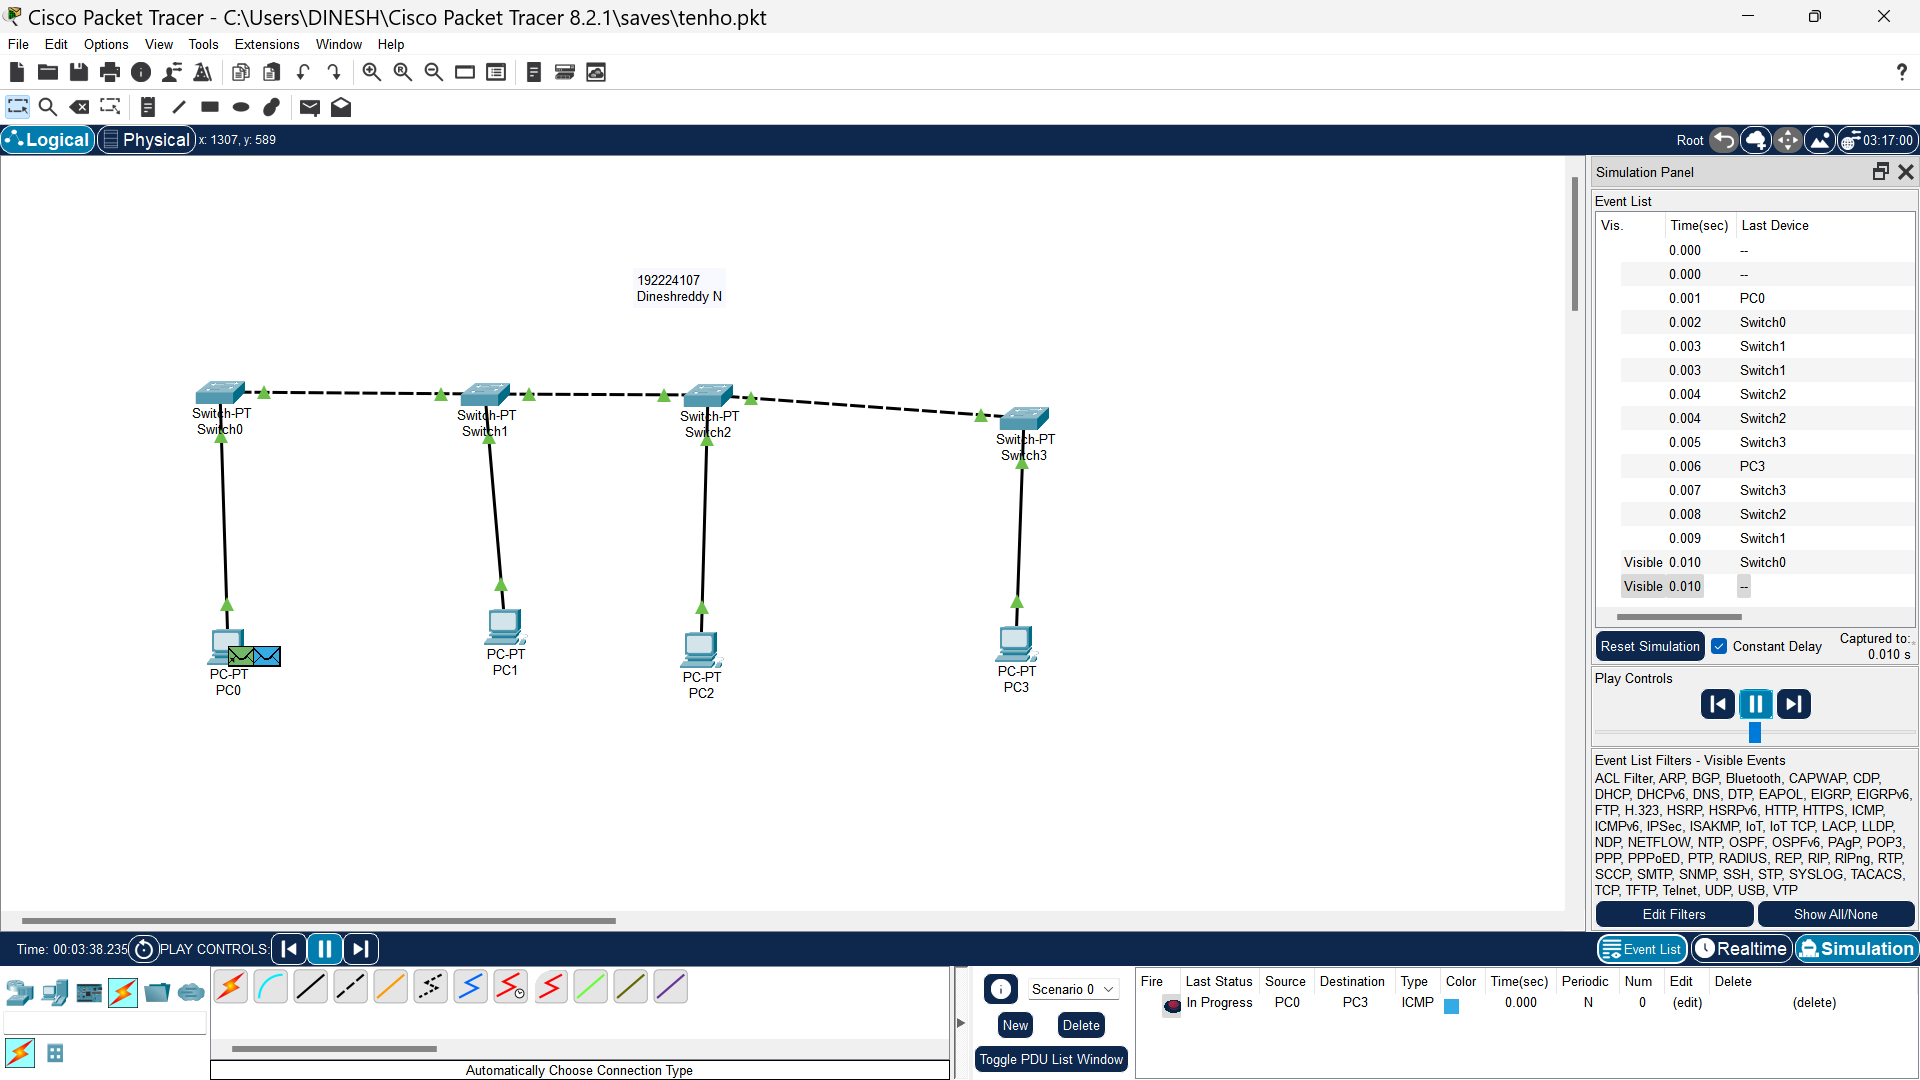 Cisco Packet Tracer - C:\Users\DINESH\Cisco Packet Tracer 8.2.1\saves\tenho.pkt
File Edit Options View Tools Extensions Window Help
?
Logical Physical x: 1307, y: 589
Root 03:17:00
Simulation Panel
Event List
Vis. Time(sec) Last Device
0.000 --
0.000 --
0.001 PC0
0.002 Switch0
0.003 Switch1
0.003 Switch1
0.004 Switch2
0.004 Switch2
0.005 Switch3
0.006 PC3
0.007 Switch3
0.008 Switch2
0.009 Switch1
Visible 0.010 Switch0
Visible 0.010 --
Reset Simulation Constant Delay Captured to:
0.010 s
Play Controls
Event List Filters - Visible Events
ACL Filter, ARP, BGP, Bluetooth, CAPWAP, CDP,
DHCP, DHCPv6, DNS, DTP, EAPOL, EIGRP, EIGRPv6,
FTP, H.323, HSRP, HSRPv6, HTTP, HTTPS, ICMP,
ICMPv6, IPSec, ISAKMP, IoT, IoT TCP, LACP, LLDP,
NDP, NETFLOW, NTP, OSPF, OSPFv6, PAgP, POP3,
PPP, PPPoED, PTP, RADIUS, REP, RIP, RIPng, RTP,
SCCP, SMTP, SNMP, SSH, STP, SYSLOG, TACACS,
TCP, TFTP, Telnet, UDP, USB, VTP
Edit Filters Show All/None
192224107
Dineshreddy N
Switch-PT
Switch0
Switch-PT
Switch1
Switch-PT
Switch2
Switch-PT
Switch3
PC-PT
PC0
PC-PT
PC1
PC-PT
PC2
PC-PT
PC3
Time: 00:03:38.235 PLAY CONTROLS:
Event List Realtime Simulation
Scenario 0
New Delete
Toggle PDU List Window
Fire Last Status Source Destination Type Color Time(sec) Periodic Num Edit Delete
In Progress PC0 PC3 ICMP 0.000 N 0 (edit) (delete)
Automatically Choose Connection Type